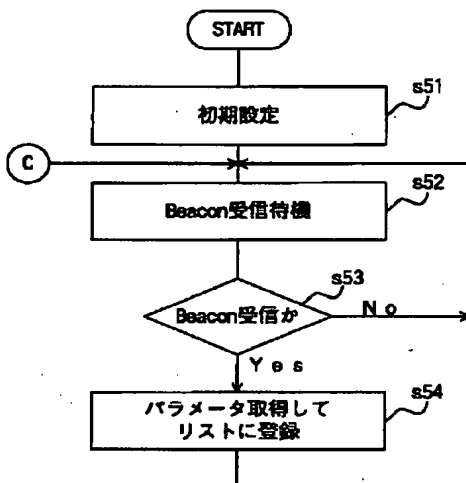 START
s51
初期設定
C
s52
Beacon受信待機
s53
Beacon受信か
No
Yes
s54
パラメータ取得して
リストに登録